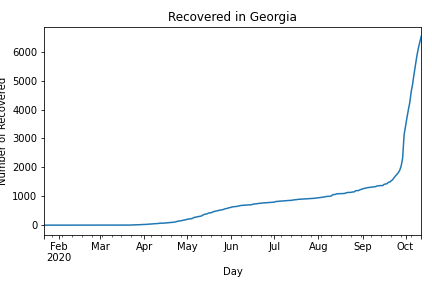 Recovered in Georgia
Number of Recovered
6000
5000
4000
3000
2000
1000
0
Feb Mar Apr May Jun Jul Aug Sep Oct
2020
Day